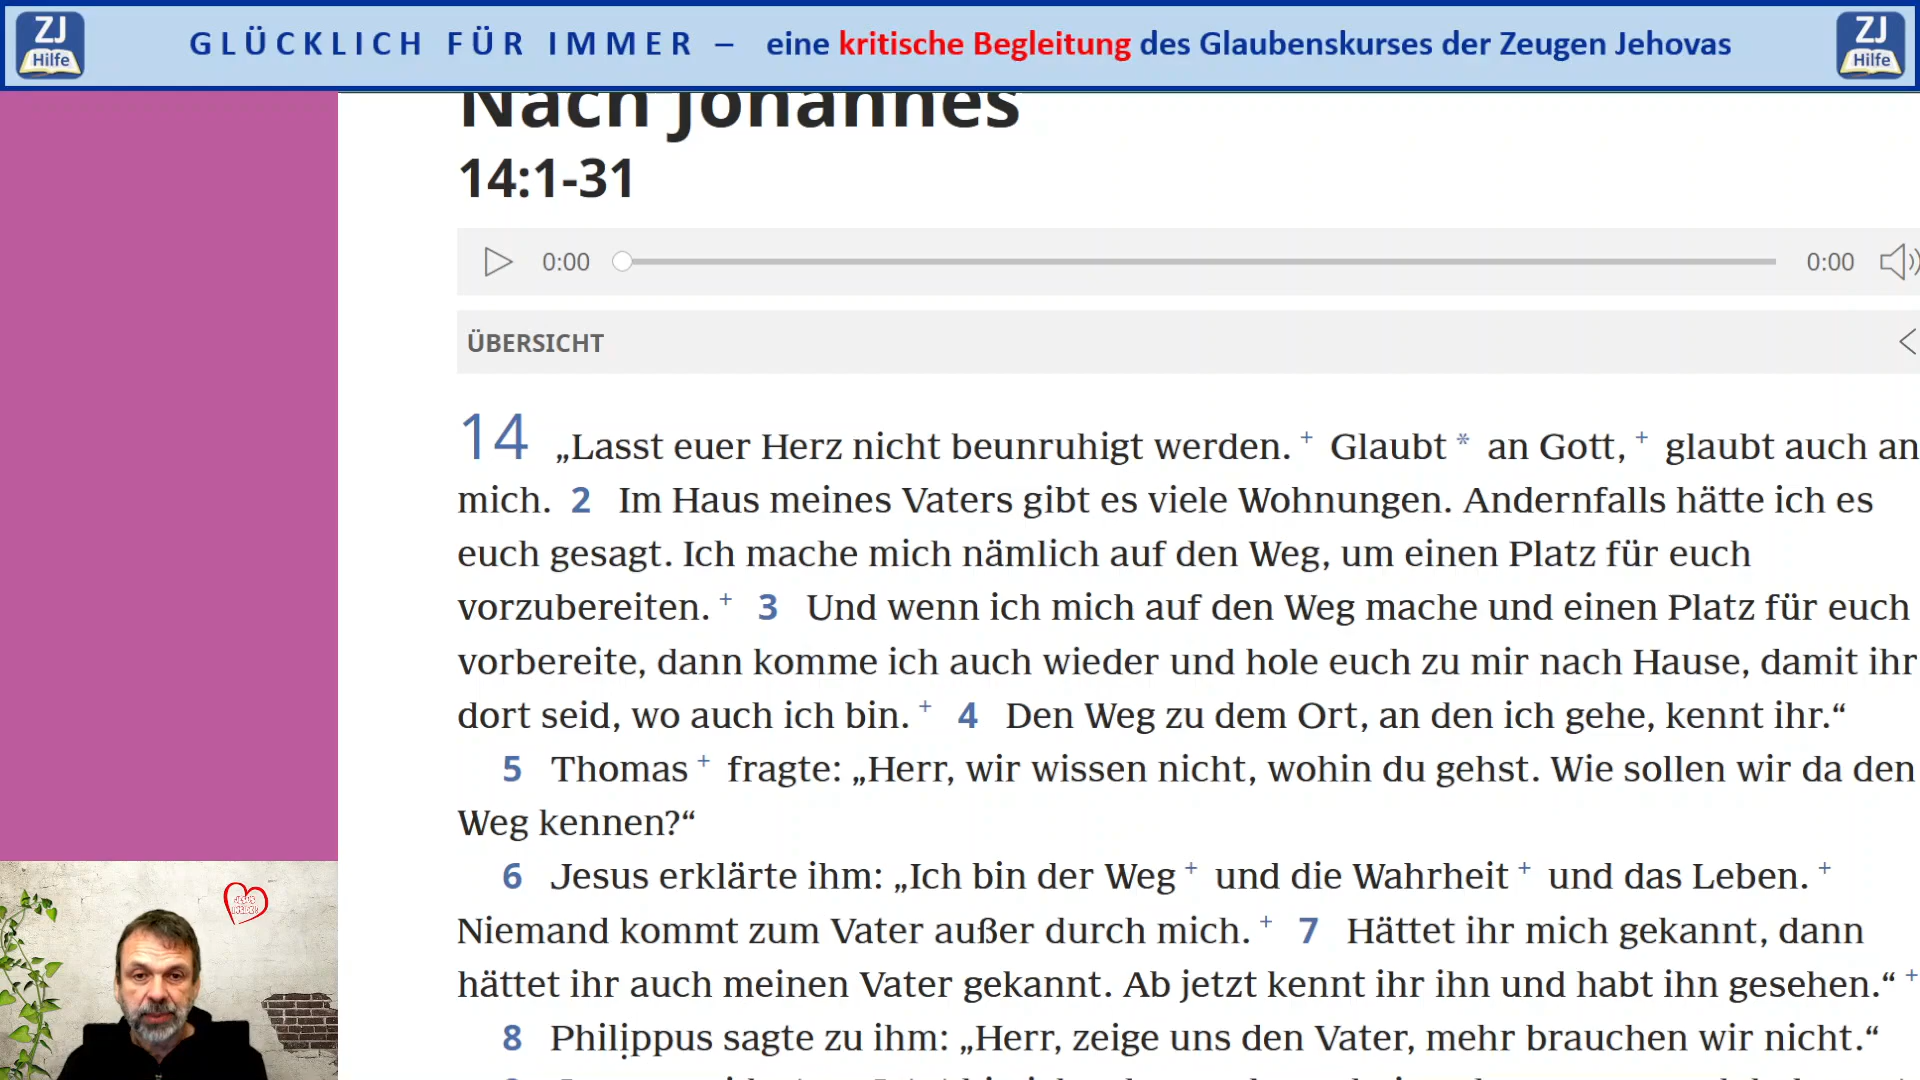 ZJ
Hilfe
GLÜCKLICH FÜR IMMER – eine kritische Begleitung des Glaubenskurses der Zeugen Jehovas
ZJ
Hilfe
Nach Johannes
14:1-31
0:00
0:00
ÜBERSICHT
14 „Lasst euer Herz nicht beunruhigt werden. + Glaubt * an Gott, + glaubt auch an
mich. 2 Im Haus meines Vaters gibt es viele Wohnungen. Andernfalls hätte ich es
euch gesagt. Ich mache mich nämlich auf den Weg, um einen Platz für euch
vorzubereiten. + 3 Und wenn ich mich auf den Weg mache und einen Platz für euch
vorbereite, dann komme ich auch wieder und hole euch zu mir nach Hause, damit ihr
dort seid, wo auch ich bin. + 4 Den Weg zu dem Ort, an den ich gehe, kennt ihr.“
5 Thomas + fragte: „Herr, wir wissen nicht, wohin du gehst. Wie sollen wir da den
Weg kennen?“
6 Jesus erklärte ihm: „Ich bin der Weg + und die Wahrheit + und das Leben. +
Niemand kommt zum Vater außer durch mich. + 7 Hättet ihr mich gekannt, dann
hättet ihr auch meinen Vater gekannt. Ab jetzt kennt ihr ihn und habt ihn gesehen.“ +
8 Philịppus sagte zu ihm: „Herr, zeige uns den Vater, mehr brauchen wir nicht.“